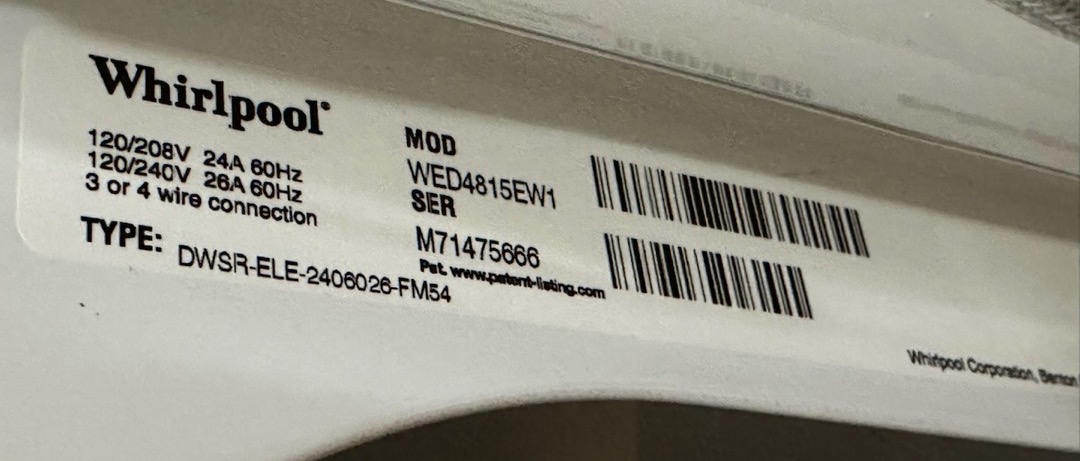 Whirlpool®
120/208V 24A 60Hz
120/240V 26A 60Hz
3 or 4 wire connection
TYPE: DWSR-ELE-2406026-FM54
MOD
WED4815EW1
SER
M71475666
Pat. www.patent-listing.com
Whirlpool Corporation, Benton